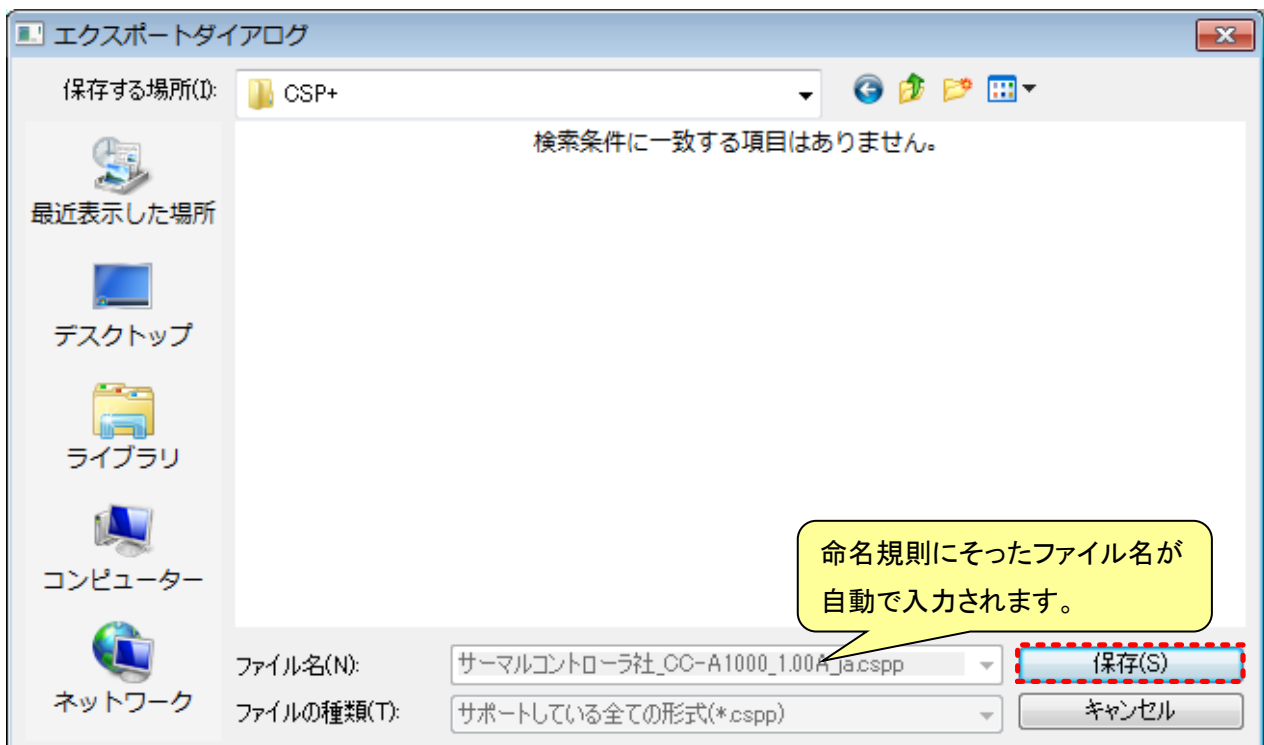 エクスポートダイアログ
保存する場所(I):
CSP+
検索条件に一致する項目はありません。
最近表示した場所
デスクトップ
ライブラリ
コンピューター
ネットワーク
命名規則にそったファイル名が
自動で入力されます。
ファイル名(N):
サーマルコントローラ社_CC-A1000_1.00A_ja.cspp
保存(S)
ファイルの種類(T):
サポートしている全ての形式(*.cspp)
キャンセル